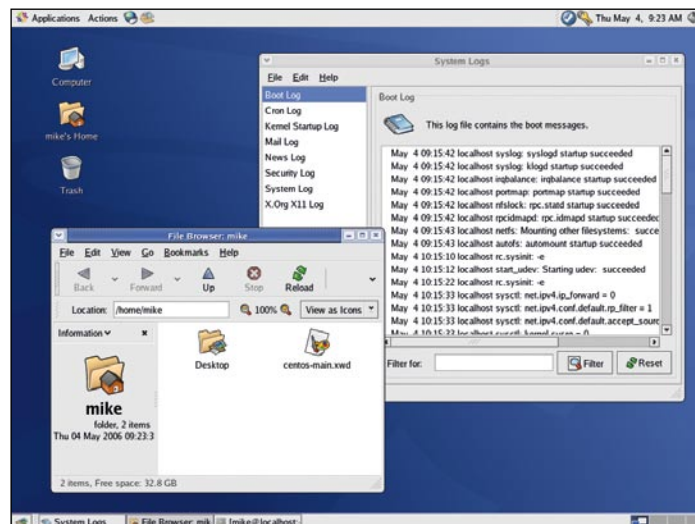 Applications Actions
Thu May 4, 9:23 AM
Computer
mike's Home
Trash
System Logs
File Edit Help
Boot Log
Cron Log
Kernel Startup Log
Mail Log
News Log
Security Log
System Log
X.Org X11 Log
Boot Log
This log file contains the boot messages.
May 4 09:15:42 localhost syslog: syslogd startup succeeded
May 4 09:15:42 localhost syslog: klogd startup succeeded
May 4 09:15:42 localhost irqbalance: irqbalance startup succeeded
May 4 09:15:42 localhost portmap: portmap startup succeeded
May 4 09:15:42 localhost nfslock: rpc.statd startup succeeded
May 4 09:15:42 localhost rpcidmapd: rpc.idmapd startup succeedec
May 4 09:15:43 localhost netfs: Mounting other filesystems: succe
May 4 09:15:43 localhost autofs: automount startup succeeded
May 4 10:15:10 localhost rc.sysinit: -e
May 4 10:15:12 localhost start_udev: Starting udev: succeeded
May 4 10:15:22 localhost rc.sysinit: -e
May 4 10:15:33 localhost sysctl: net.ipv4.ip_forward = 0
May 4 10:15:33 localhost sysctl: net.ipv4.conf.default.rp_filter = 1
May 4 10:15:33 localhost sysctl: net.ipv4.conf.default.accept_sourc
May 4 10:15:33 localhost sysctl: kernel.sysrq = 0
Filter for:
Filter
Reset
File Browser: mike
File Edit View Go Bookmarks Help
Back Forward Up Stop Reload
Location: /home/mike 100% View as Icons
Information
mike
folder, 2 items
Thu 04 May 2006 09:23:3
Desktop
centos-main.xwd
2 items, Free space: 32.8 GB
System Logs File Browser: mik [mike@localhost: